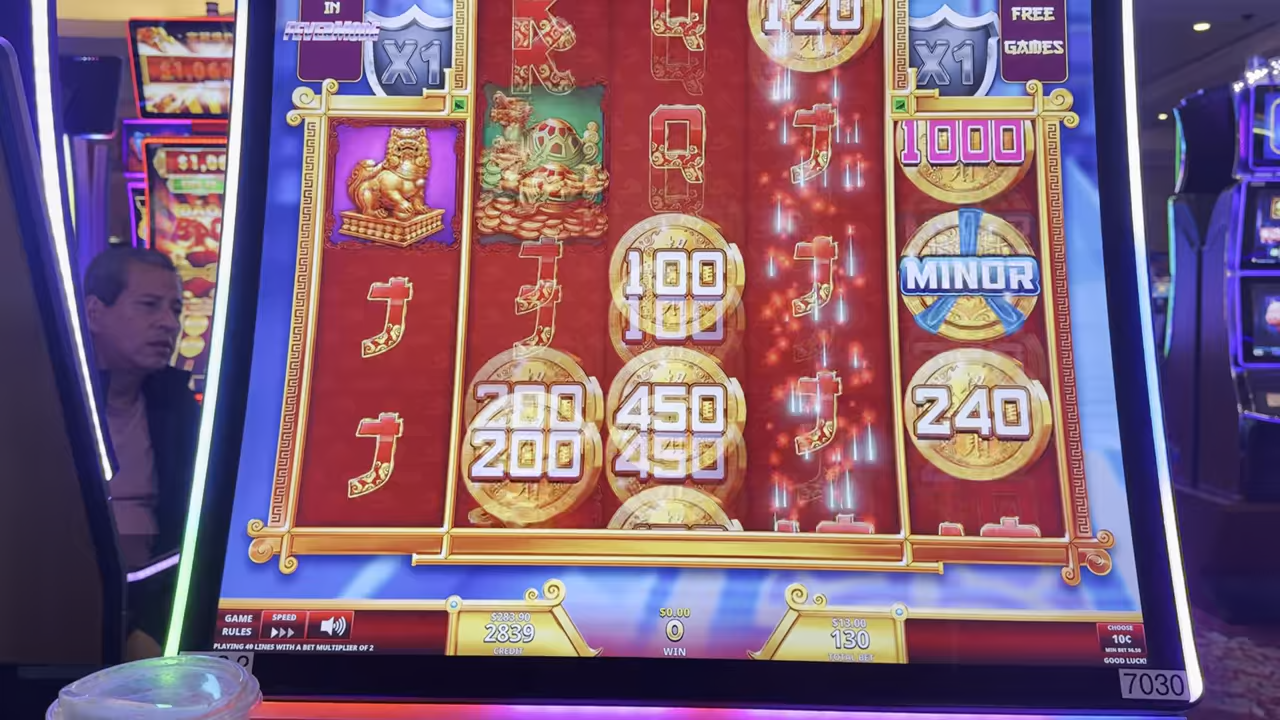 IN
FEVERMODE
X1
K
Q
120
X1
FREE
GAMES
$1.00
J
1000
Q
J
100
100
J
MINOR
J
200
200
450
450
J
240
J
GAME
RULES
SPEED
PLAYING 40 LINES WITH A BET MULTIPLIER OF 2
$283.90
2839
CREDIT
$0.00
0
WIN
$13.00
130
TOTAL BET
CHOOSE
10¢
GOOD LUCK!
7030